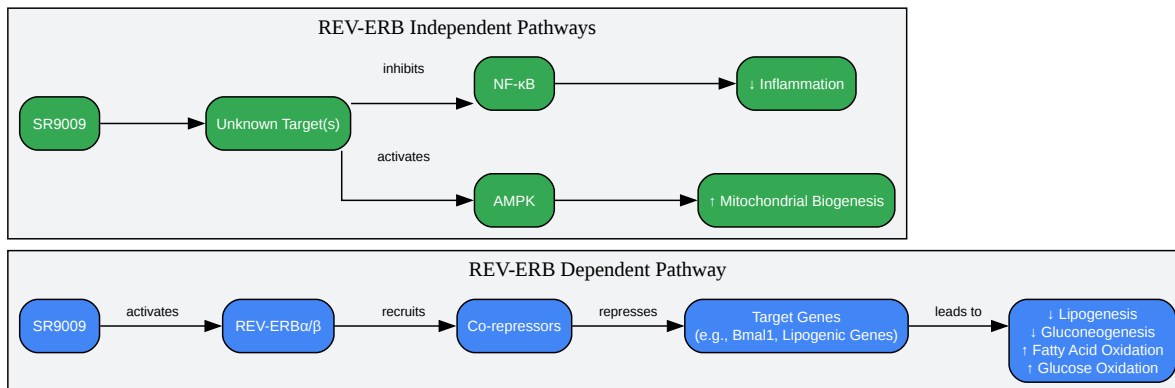 REV-ERB Independent Pathways
inhibits
NF-κB
↓ Inflammation
SR9009
Unknown Target(s)
activates
AMPK
↑ Mitochondrial Biogenesis
REV-ERB Dependent Pathway
SR9009
activates
REV-ERBα/β
recruits
Co-repressors
represses
Target Genes
(e.g., Bmal1, Lipogenic Genes)
leads to
↓ Lipogenesis
↓ Gluconeogenesis
↑ Fatty Acid Oxidation
↑ Glucose Oxidation